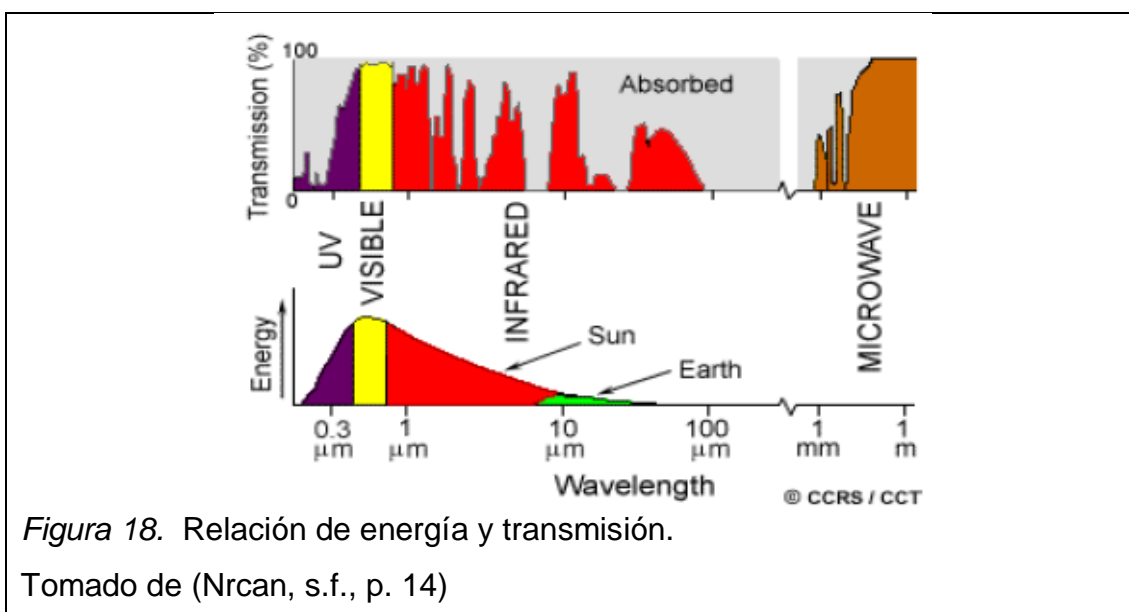 Transmission (%)
100
0
Absorbed
UV
VISIBLE
INFRARED
MICROWAVE
Energy
Sun
Earth
0.3 μm
1 μm
10 μm
100 μm
1 mm
1 m
Wavelength
© CCRS / CCT
Figura 18. Relación de energía y transmisión.
Tomado de (Nrcan, s.f., p. 14)